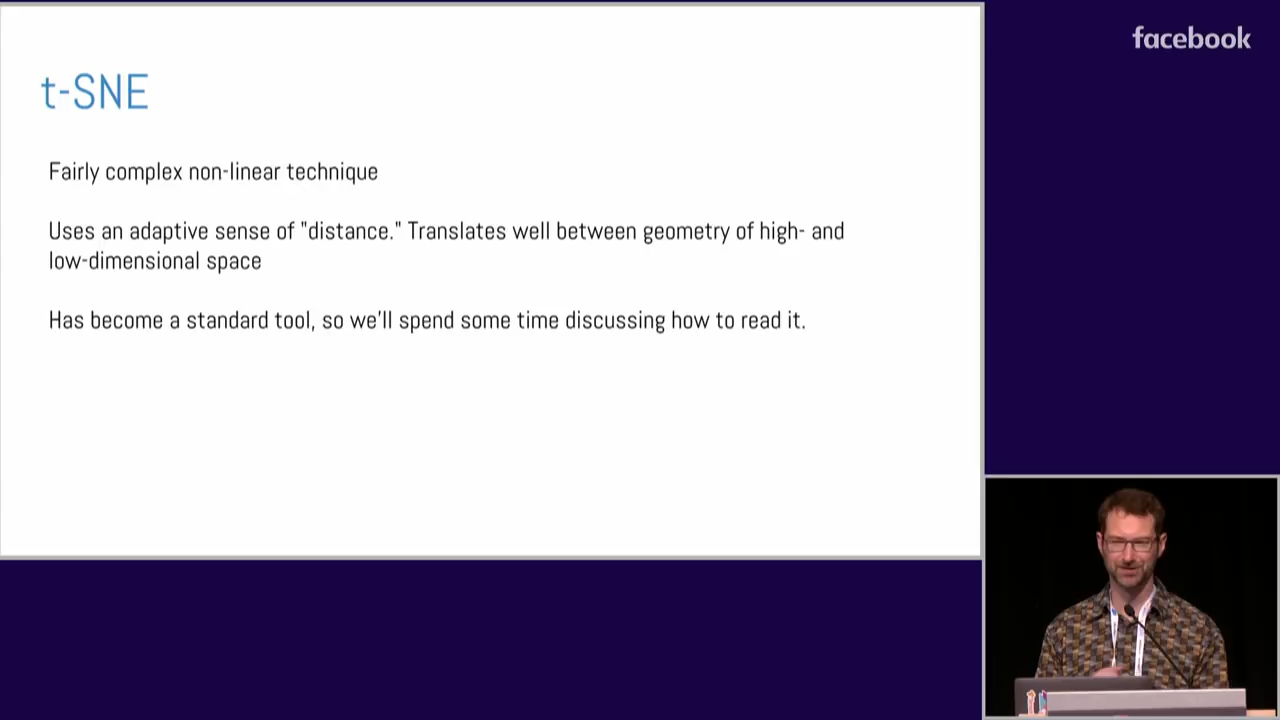 facebook
t-SNE
Fairly complex non-linear technique
Uses an adaptive sense of "distance." Translates well between geometry of high- and
low-dimensional space
Has become a standard tool, so we'll spend some time discussing how to read it.